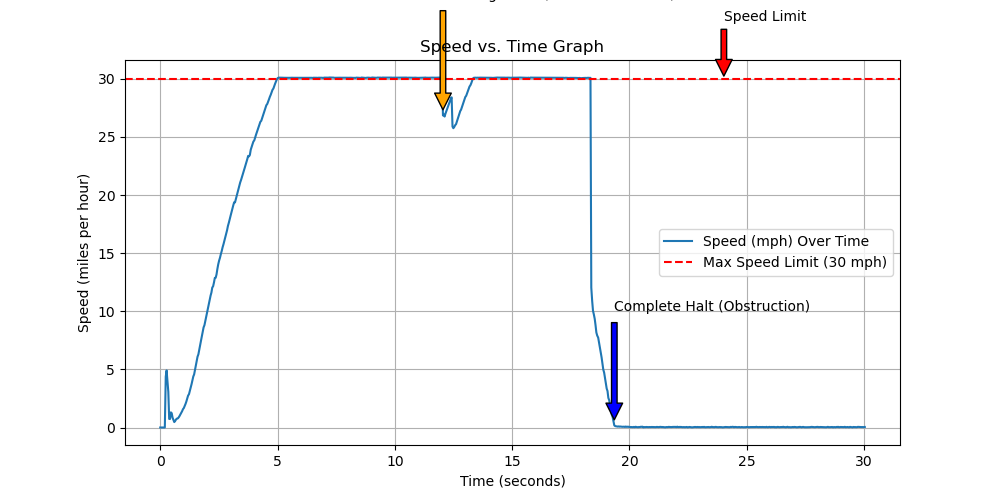 Speed Limit
Speed vs. Time Graph
30
25
20
15
10
5
0
Speed (miles per hour)
Speed (mph) Over Time
Max Speed Limit (30 mph)
Complete Halt (Obstruction)
0 5 10 15 20 25 30
Time (seconds)